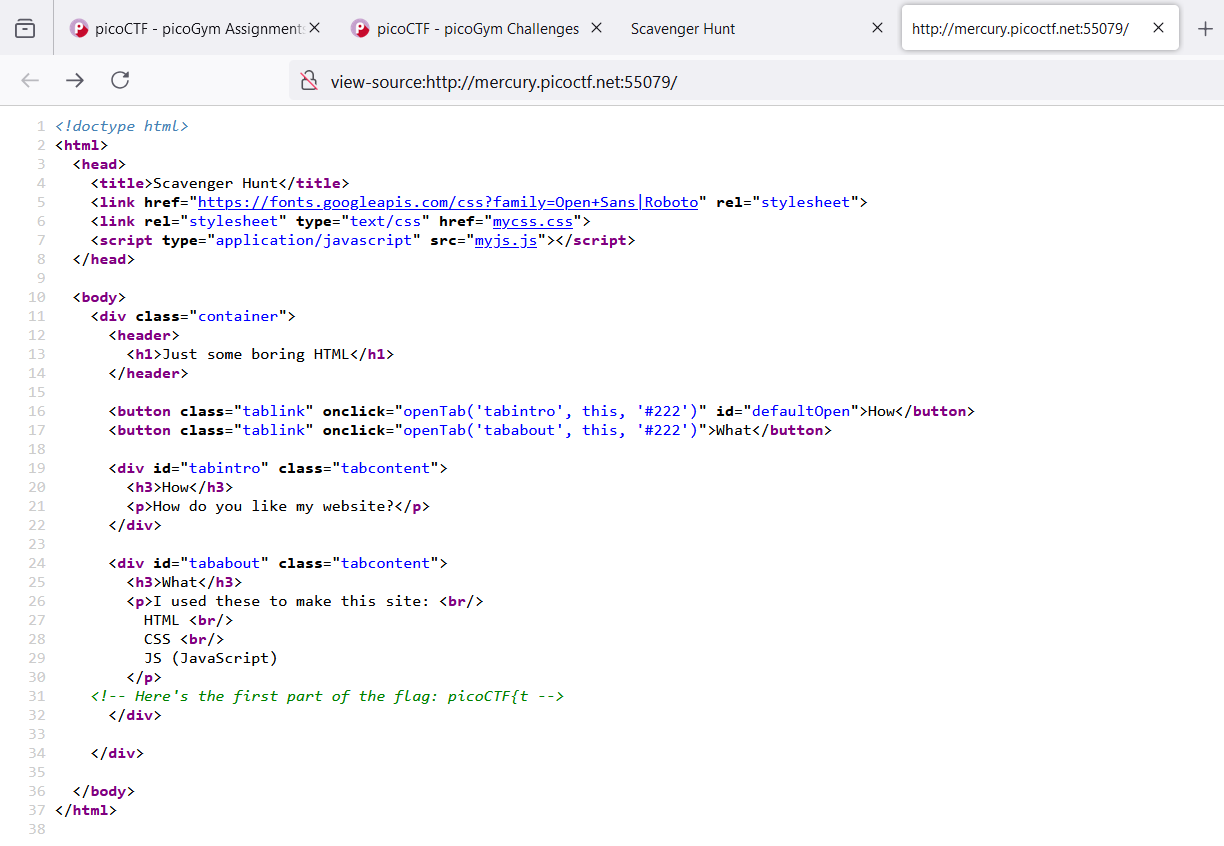 picoCTF - picoGym Assignments picoCTF - picoGym Challenges Scavenger Hunt http://mercury.picoctf.net:55079/
view-source:http://mercury.picoctf.net:55079/
1 <!doctype html>
2 <html>
3 <head>
4 <title>Scavenger Hunt</title>
5 <link href="https://fonts.googleapis.com/css?family=Open+Sans|Roboto" rel="stylesheet">
6 <link rel="stylesheet" type="text/css" href="mycss.css">
7 <script type="application/javascript" src="myjs.js"></script>
8 </head>
9
10 <body>
11 <div class="container">
12 <header>
13 <h1>Just some boring HTML</h1>
14 </header>
15
16 <button class="tablink" onclick="openTab('tabintro', this, '#222')" id="defaultOpen">How</button>
17 <button class="tablink" onclick="openTab('tababout', this, '#222')">What</button>
18
19 <div id="tabintro" class="tabcontent">
20 <h3>How</h3>
21 <p>How do you like my website?</p>
22 </div>
23
24 <div id="tababout" class="tabcontent">
25 <h3>What</h3>
26 <p>I used these to make this site: <br/>
27 HTML <br/>
28 CSS <br/>
29 JS (JavaScript)
30 </p>
31 <!-- Here's the first part of the flag: picoCTF{t -->
32 </div>
33
34 </div>
35
36 </body>
37 </html>
38